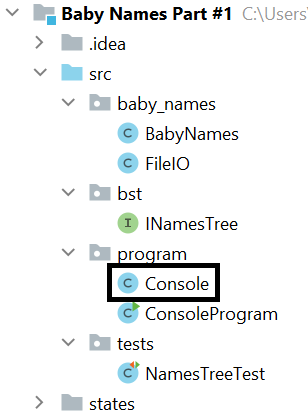 Baby Names Part #1 C:\Users\
.idea
src
baby_names
BabyNames
FileIO
bst
INamesTree
program
Console
ConsoleProgram
tests
NamesTreeTest
states